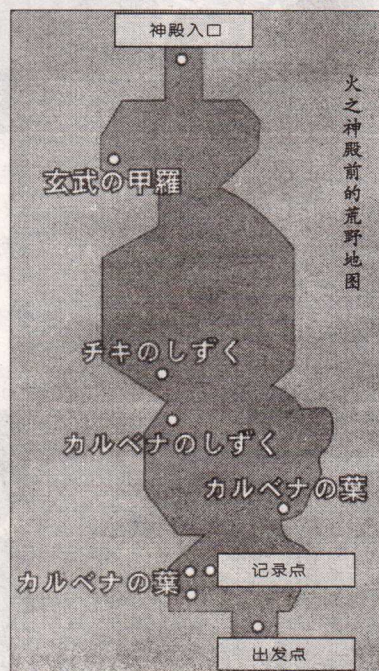 神殿入口
火之神殿前的荒野地图
玄武の甲羅
チキのしずく
カルベナのしずく
カルベナの葉
カルベナの葉
记录点
出发点